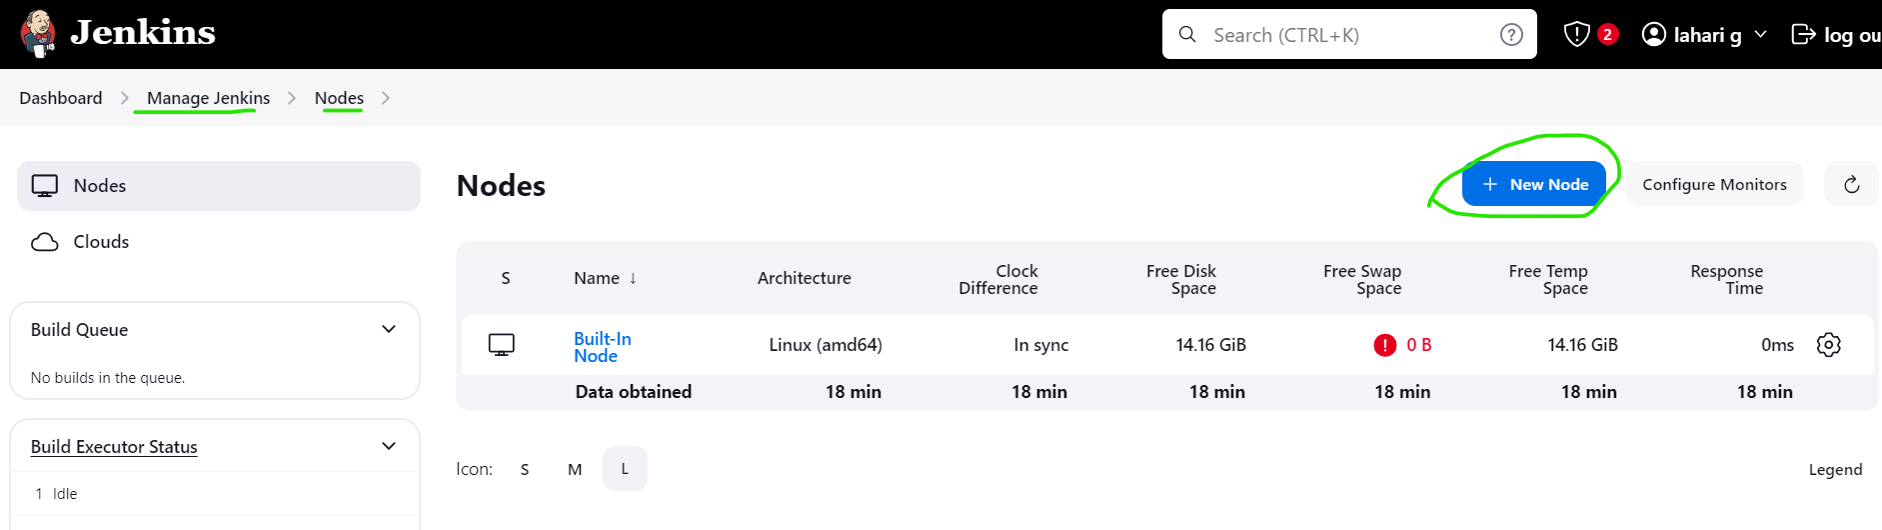 Jenkins
Search (CTRL+K)
2
lahari g
log ou
Dashboard
Manage Jenkins
Nodes
Nodes
Clouds
Build Queue
No builds in the queue.
Build Executor Status
1 Idle
Nodes
+ New Node
Configure Monitors
S Name ↓ Architecture Clock Difference Free Disk Space Free Swap Space Free Temp Space Response Time
Built-In Node Linux (amd64) In sync 14.16 GiB 0 B 14.16 GiB 0ms
Data obtained 18 min 18 min 18 min 18 min 18 min 18 min
Icon: S M L
Legend